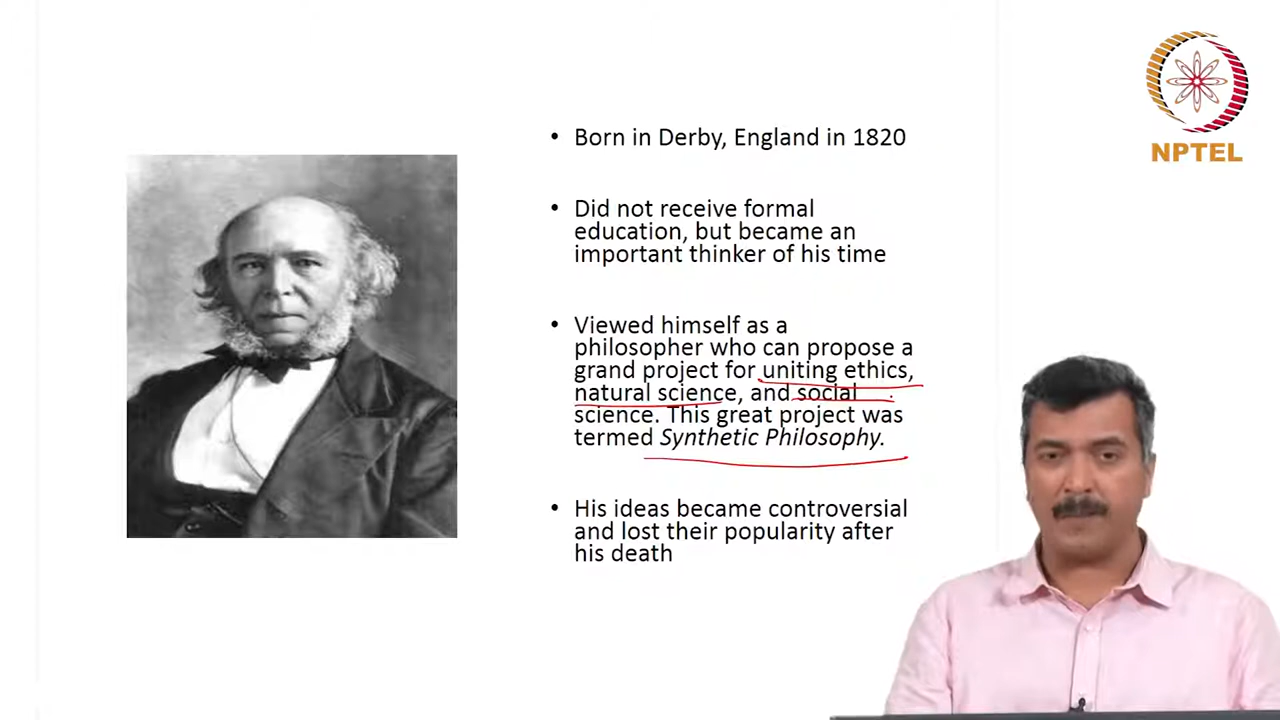 • Born in Derby, England in 1820
• Did not receive formal
education, but became an
important thinker of his time
• Viewed himself as a
philosopher who can propose a
grand project for uniting ethics,
natural science, and social
science. This great project was
termed Synthetic Philosophy.
• His ideas became controversial
and lost their popularity after
his death
NPTEL